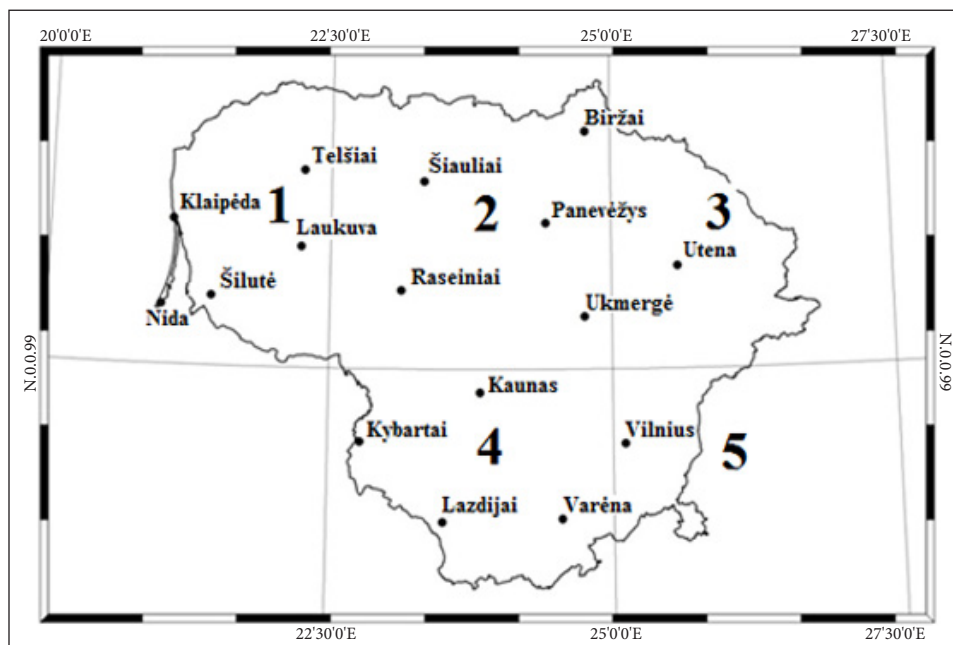 20'0'0'E 22'30'0'E 25'0'0'E 27'30'0'E
Biržai
Telšiai
Šiauliai
1
2
3
Klaipėda
Panevėžys
Laukuva
Utena
Šilutė
Raseiniai
Nida
Ukmergė
N.0.0.99
N.0.0.99
Kaunas
Kybartai
4
Vilnius
5
Lazdijai
Varėna
22'30'0'E 25'0'0'E 27'30'0'E